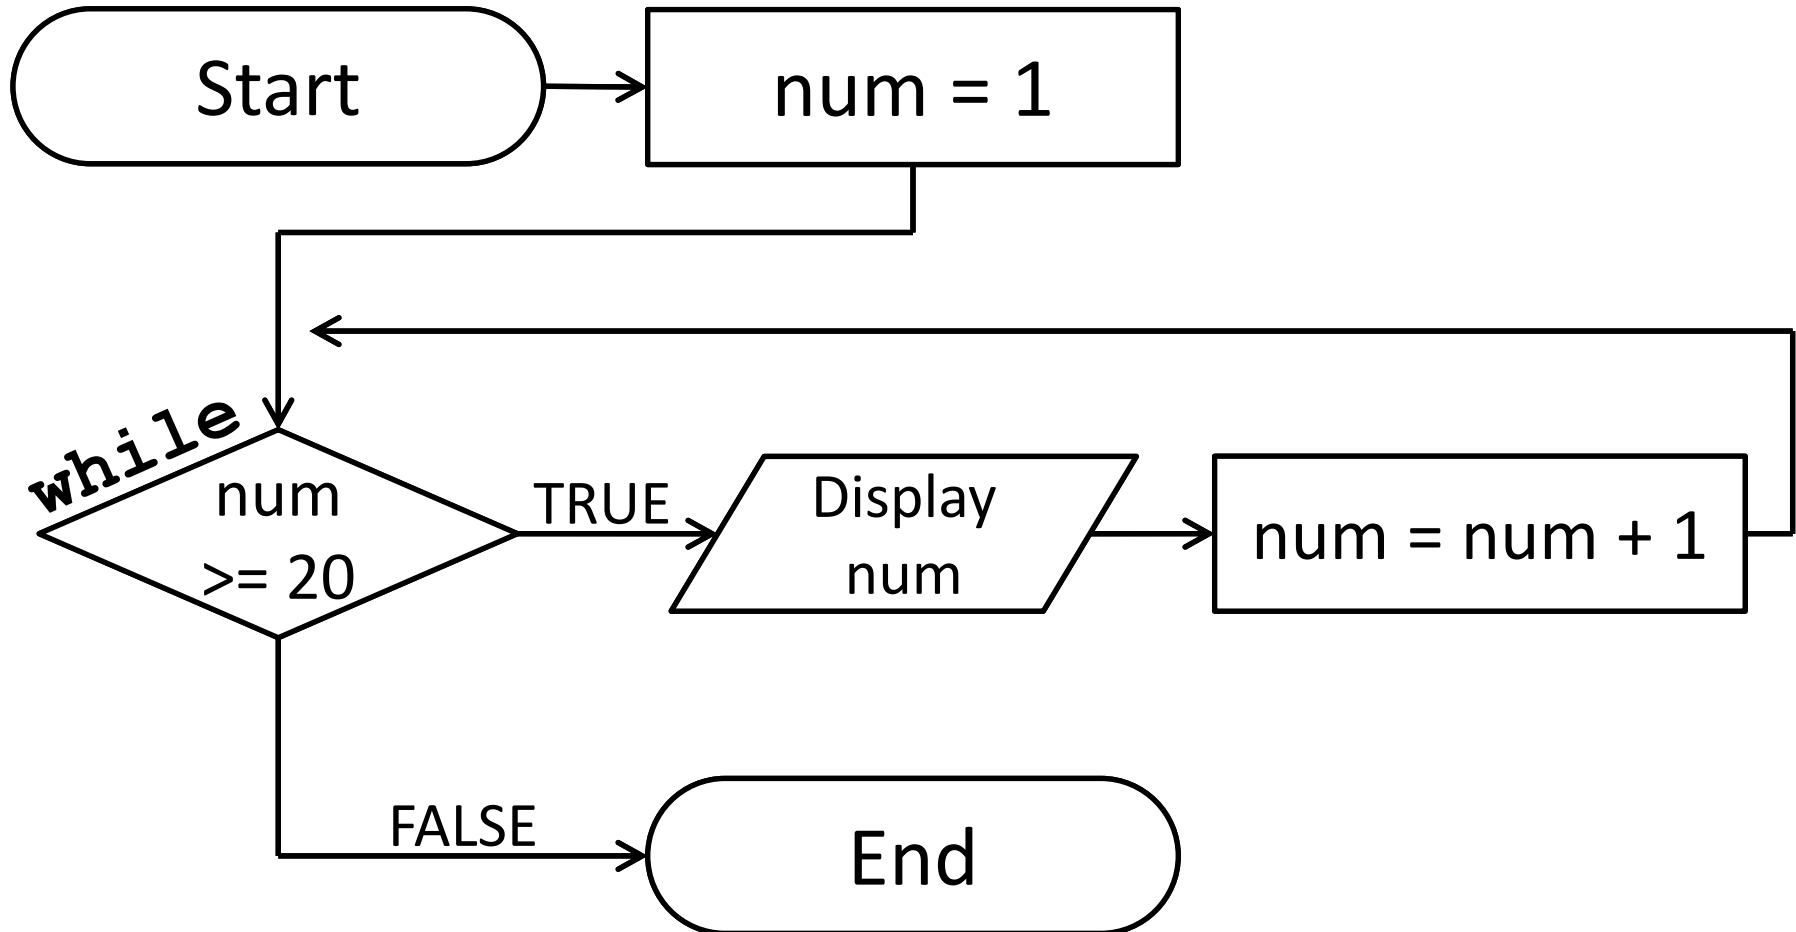 Start
num = 1
while
num
>= 20
TRUE
Display
num
num = num + 1
FALSE
End